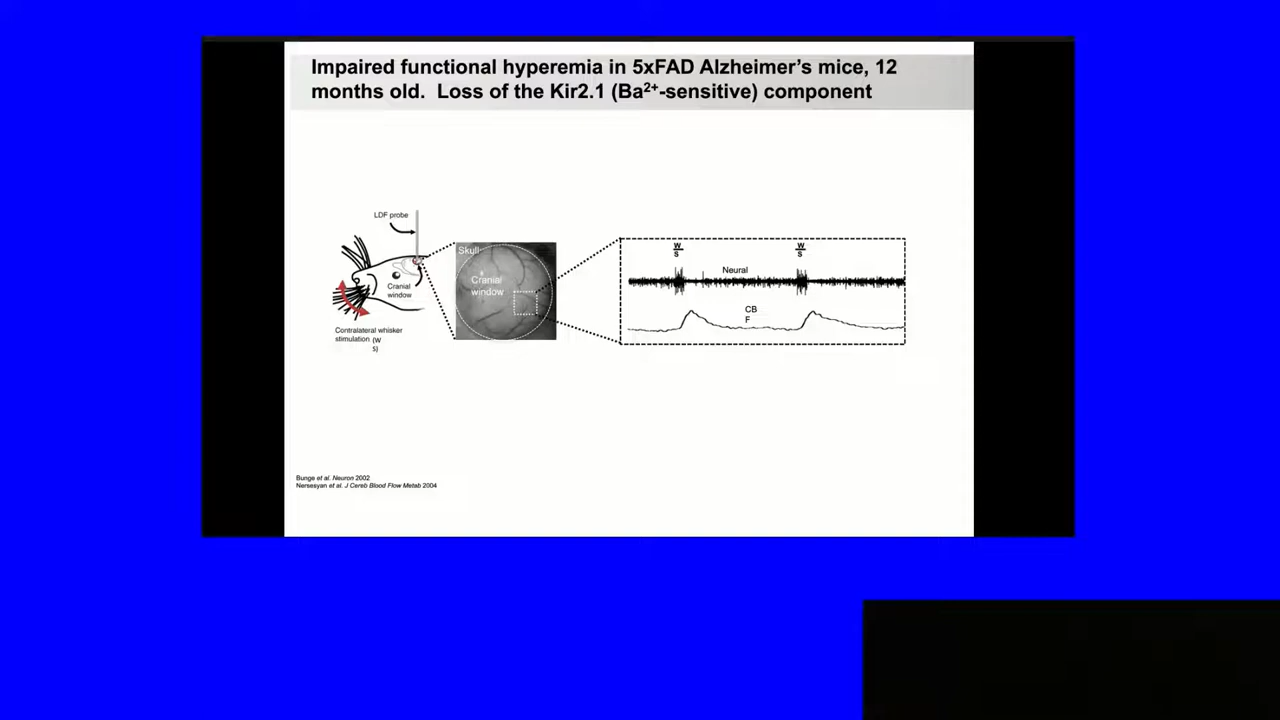 Impaired functional hyperemia in 5xFAD Alzheimer's mice, 12
months old. Loss of the Kir2.1 (Ba²⁺-sensitive) component
LDF probe
Cranial
window
Contralateral whisker
stimulation (W
S)
Skull
Cranial
window
W
S
W
S
Neural
CB
F
Bunge et al. Neuron 2002
Nersesyan et al. J Cereb Blood Flow Metab 2004